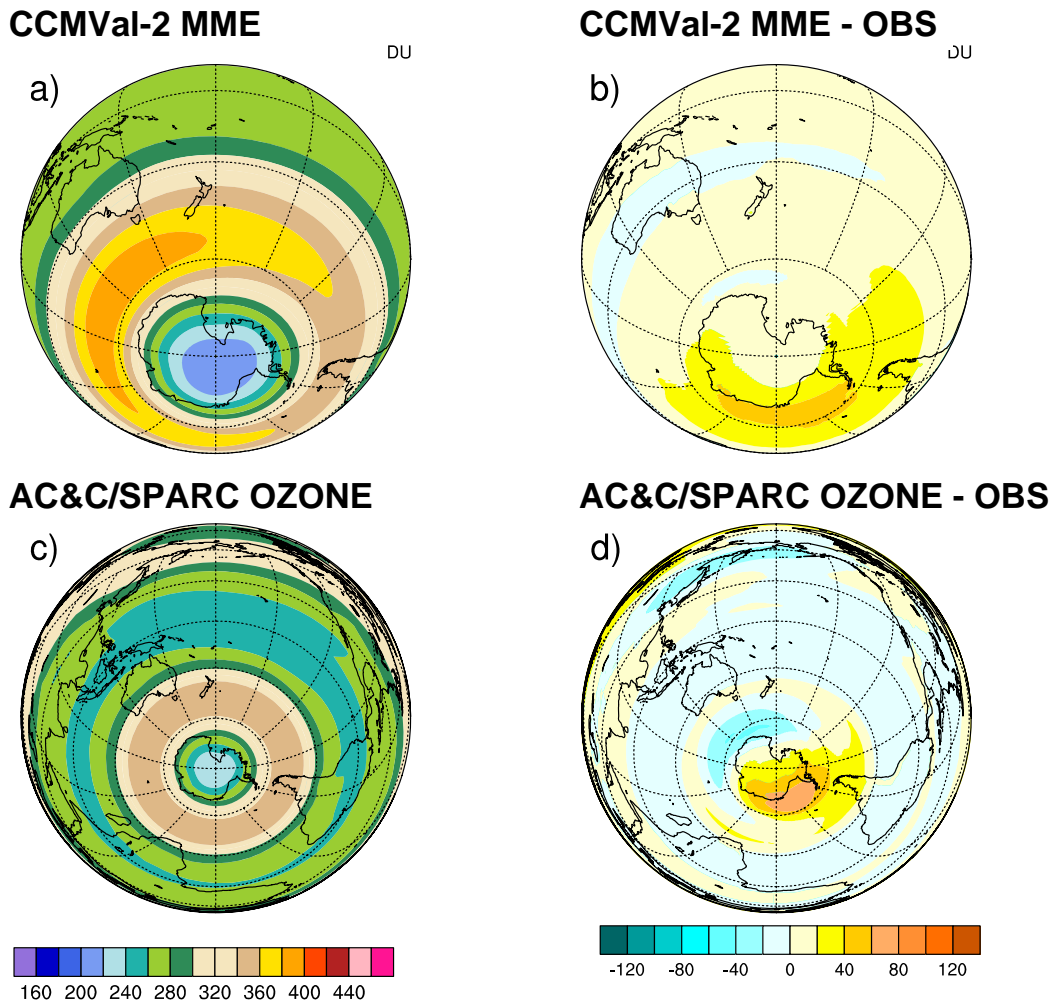 CCMVal-2 MME
CCMVal-2 MME - OBS
DU
DU
a)
b)
AC&C/SPARC OZONE
AC&C/SPARC OZONE - OBS
c)
d)
160 200 240 280 320 360 400 440
-120 -80 -40 0 40 80 120